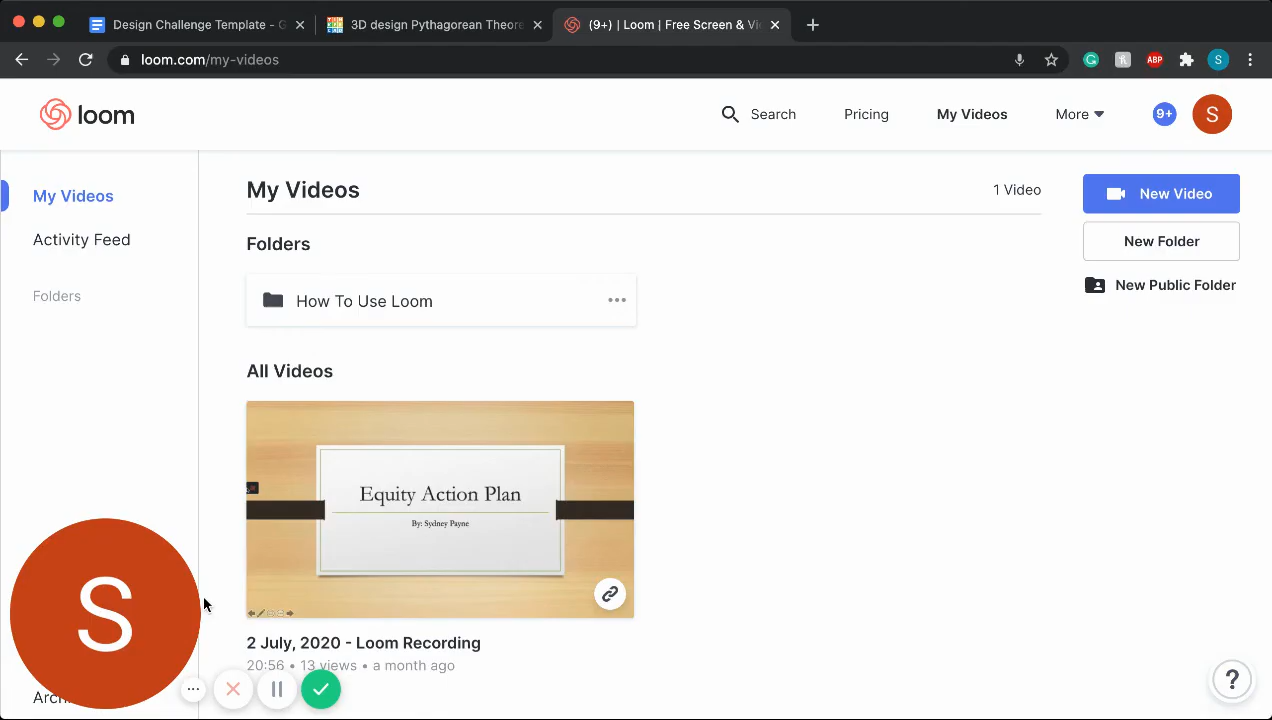 Design Challenge Template - G
3D design Pythagorean Theore
(9+) | Loom | Free Screen & Vi
loom.com/my-videos
ABP
S
loom
Search
Pricing
My Videos
More
9+
S
My Videos
Activity Feed
Folders
My Videos
1 Video
New Video
New Folder
New Public Folder
Folders
How To Use Loom
All Videos
Equity Action Plan
By: Sydney Payne
2 July, 2020 - Loom Recording
20:56 • 13 views • a month ago
S
Arc
?